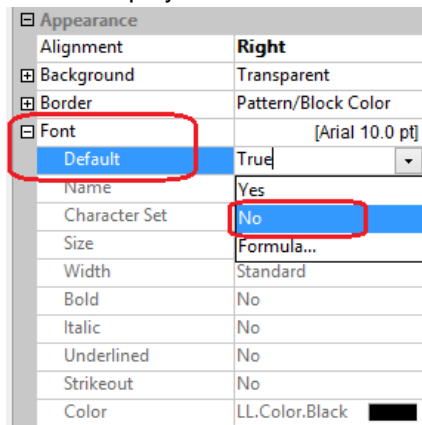 Appearance
Alignment Right
Background Transparent
Border Pattern/Block Color
Font [Arial 10.0 pt]
Default True
Name Yes
Character Set No
Size Formula...
Width Standard
Bold No
Italic No
Underlined No
Strikeout No
Color LL.Color.Black